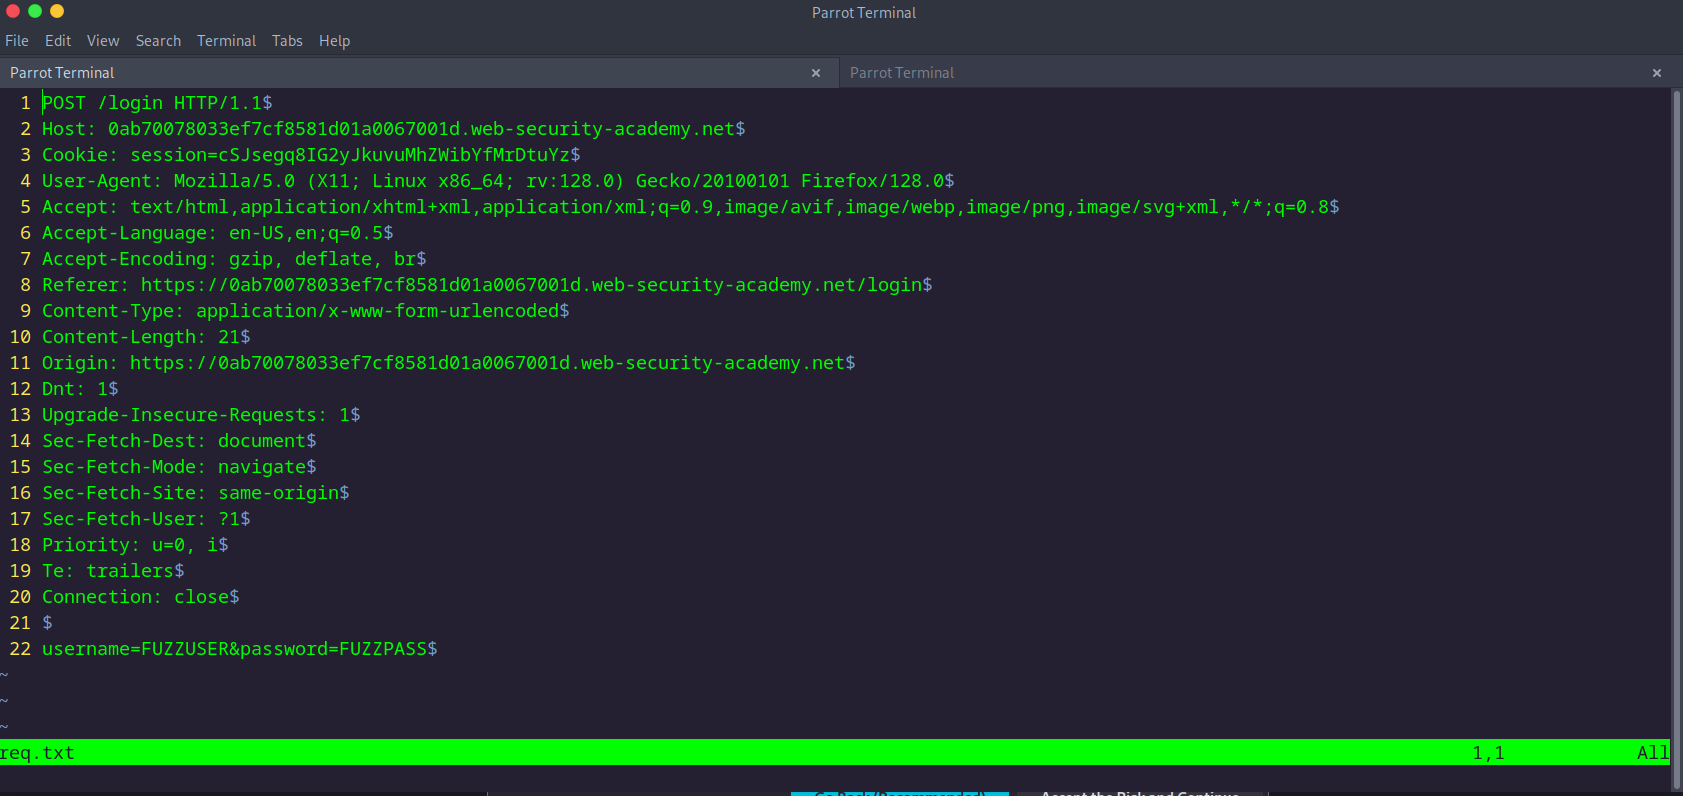 Parrot Terminal
File Edit View Search Terminal Tabs Help
Parrot Terminal × Parrot Terminal ×
1 POST /login HTTP/1.1$
2 Host: 0ab70078033ef7cf8581d01a0067001d.web-security-academy.net$
3 Cookie: session=cSJsegq8IG2yJkuvuMhZWibYfMrDtuYz$
4 User-Agent: Mozilla/5.0 (X11; Linux x86_64; rv:128.0) Gecko/20100101 Firefox/128.0$
5 Accept: text/html,application/xhtml+xml,application/xml;q=0.9,image/avif,image/webp,image/png,image/svg+xml,*/*;q=0.8$
6 Accept-Language: en-US,en;q=0.5$
7 Accept-Encoding: gzip, deflate, br$
8 Referer: https://0ab70078033ef7cf8581d01a0067001d.web-security-academy.net/login$
9 Content-Type: application/x-www-form-urlencoded$
10 Content-Length: 21$
11 Origin: https://0ab70078033ef7cf8581d01a0067001d.web-security-academy.net$
12 Dnt: 1$
13 Upgrade-Insecure-Requests: 1$
14 Sec-Fetch-Dest: document$
15 Sec-Fetch-Mode: navigate$
16 Sec-Fetch-Site: same-origin$
17 Sec-Fetch-User: ?1$
18 Priority: u=0, i$
19 Te: trailers$
20 Connection: close$
21 $
22 username=FUZZUSER&password=FUZZPASS$
~
~
~
req.txt 1,1 All
Go Back (Recommended) Accept the Risk and Continue